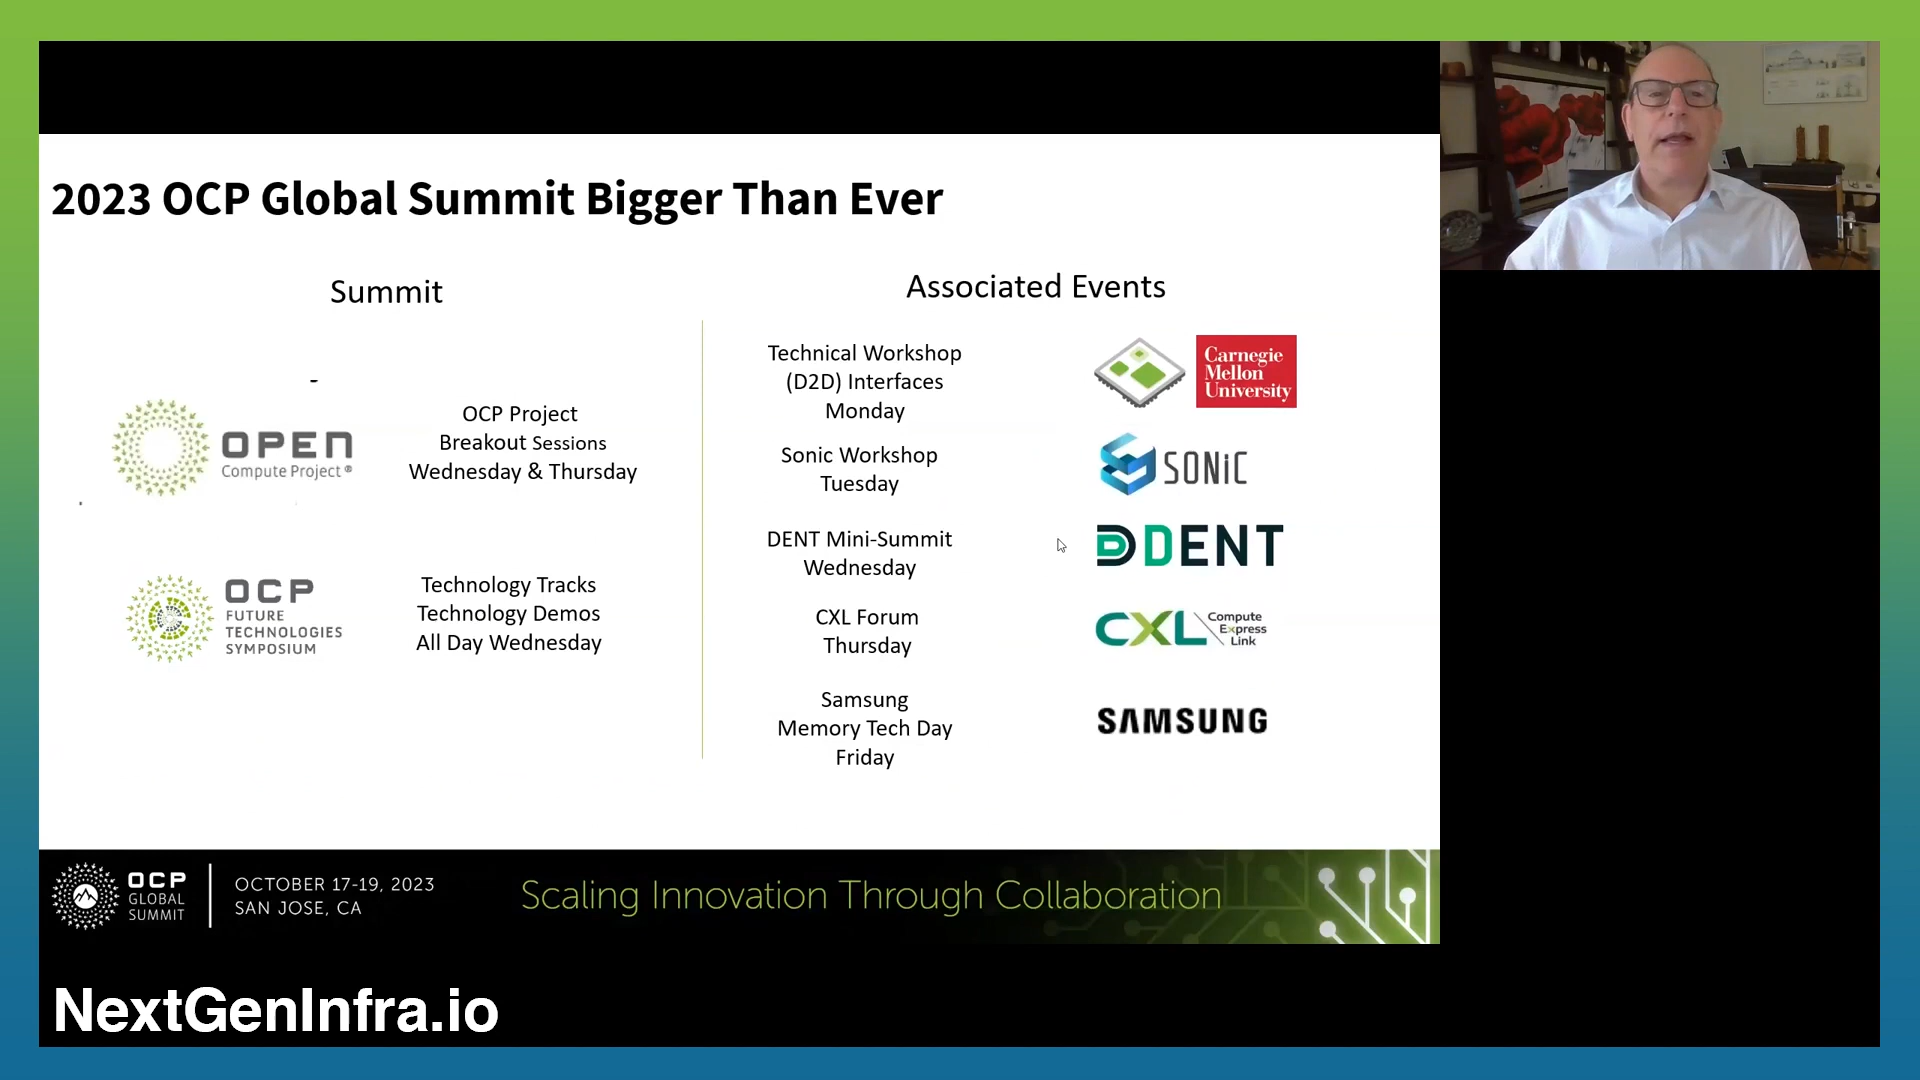 2023 OCP Global Summit Bigger Than Ever
Summit
OPEN
Compute Project ®
OCP Project
Breakout Sessions
Wednesday & Thursday
OCP
FUTURE
TECHNOLOGIES
SYMPOSIUM
Technology Tracks
Technology Demos
All Day Wednesday
Associated Events
Technical Workshop
(D2D) Interfaces
Monday
Carnegie
Mellon
University
Sonic Workshop
Tuesday
SONiC
DENT Mini-Summit
Wednesday
DENT
CXL Forum
Thursday
CXL
Compute
Express
Link
Samsung
Memory Tech Day
Friday
SAMSUNG
OCP
GLOBAL
SUMMIT
OCTOBER 17-19, 2023
SAN JOSE, CA
Scaling Innovation Through Collaboration
NextGenInfra.io